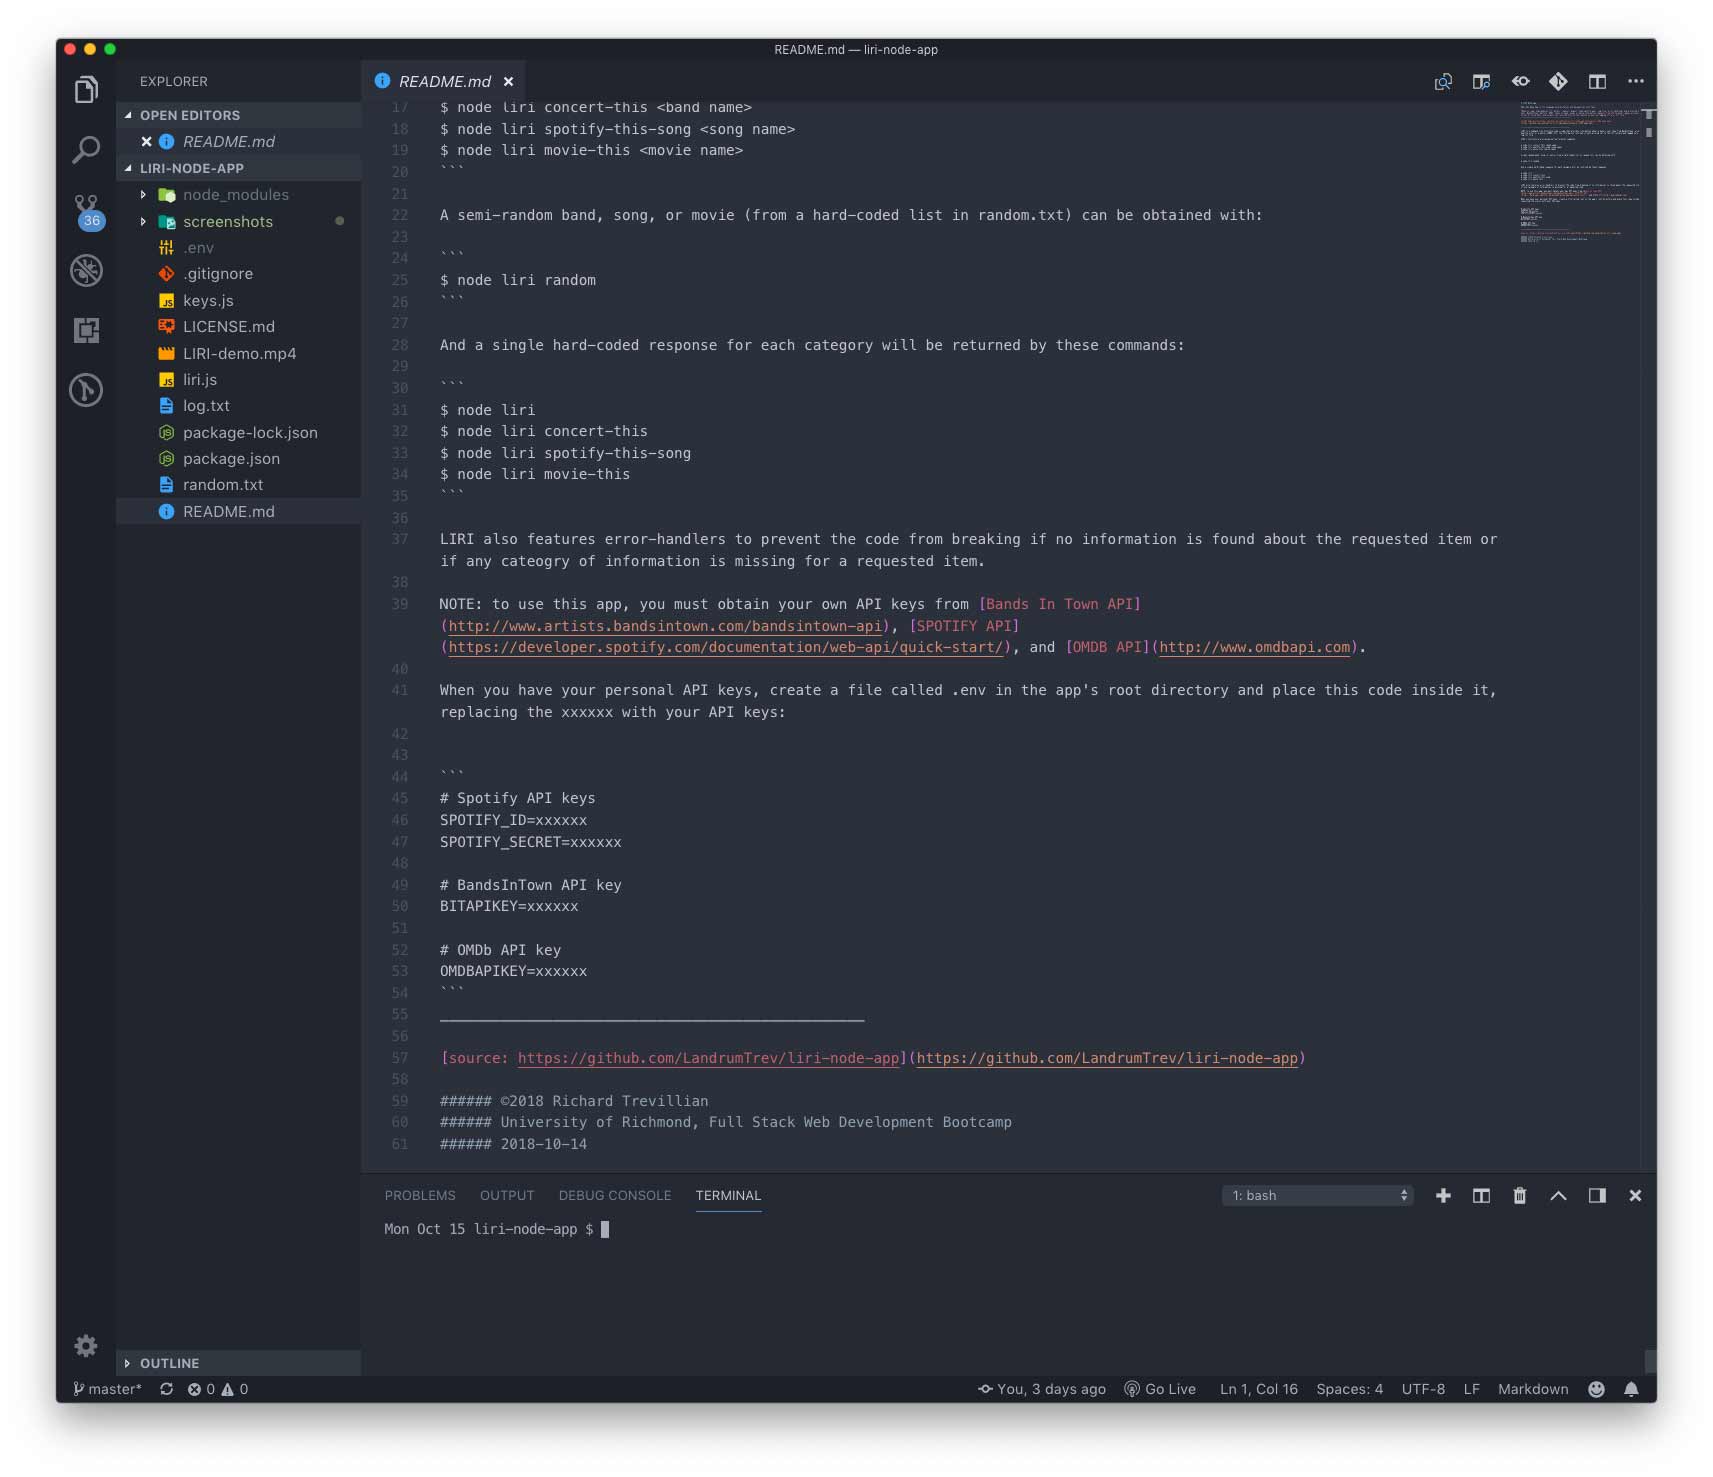 README.md — liri-node-app
EXPLORER
OPEN EDITORS
README.md
LIRI-NODE-APP
node_modules
screenshots
.env
.gitignore
keys.js
LICENSE.md
LIRI-demo.mp4
liri.js
log.txt
package-lock.json
package.json
random.txt
README.md
OUTLINE
36
README.md
17 $ node liri concert-this <band name>
18 $ node liri spotify-this-song <song name>
19 $ node liri movie-this <movie name>
20 ```
21
22 A semi-random band, song, or movie (from a hard-coded list in random.txt) can be obtained with:
23
24 ```
25 $ node liri random
26 ```
27
28 And a single hard-coded response for each category will be returned by these commands:
29
30 ```
31 $ node liri
32 $ node liri concert-this
33 $ node liri spotify-this-song
34 $ node liri movie-this
35 ```
36
37 LIRI also features error-handlers to prevent the code from breaking if no information is found about the requested item or
if any cateogry of information is missing for a requested item.
38
39 NOTE: to use this app, you must obtain your own API keys from [Bands In Town API]
(http://www.artists.bandsintown.com/bandsintown-api), [SPOTIFY API]
(https://developer.spotify.com/documentation/web-api/quick-start/), and [OMDB API](http://www.omdbapi.com).
40
41 When you have your personal API keys, create a file called .env in the app's root directory and place this code inside it,
replacing the xxxxxx with your API keys:
42
43
44 ```
45 # Spotify API keys
46 SPOTIFY_ID=xxxxxx
47 SPOTIFY_SECRET=xxxxxx
48
49 # BandsInTown API key
50 BITAPIKEY=xxxxxx
51
52 # OMDb API key
53 OMDBAPIKEY=xxxxxx
54 ```
55 _________________________________________________
56
57 [source: https://github.com/LandrumTrev/liri-node-app](https://github.com/LandrumTrev/liri-node-app)
58
59 ###### ©2018 Richard Trevillian
60 ###### University of Richmond, Full Stack Web Development Bootcamp
61 ###### 2018-10-14
PROBLEMS OUTPUT DEBUG CONSOLE TERMINAL 1: bash
Mon Oct 15 liri-node-app $
master* 0 0 You, 3 days ago Go Live Ln 1, Col 16 Spaces: 4 UTF-8 LF Markdown